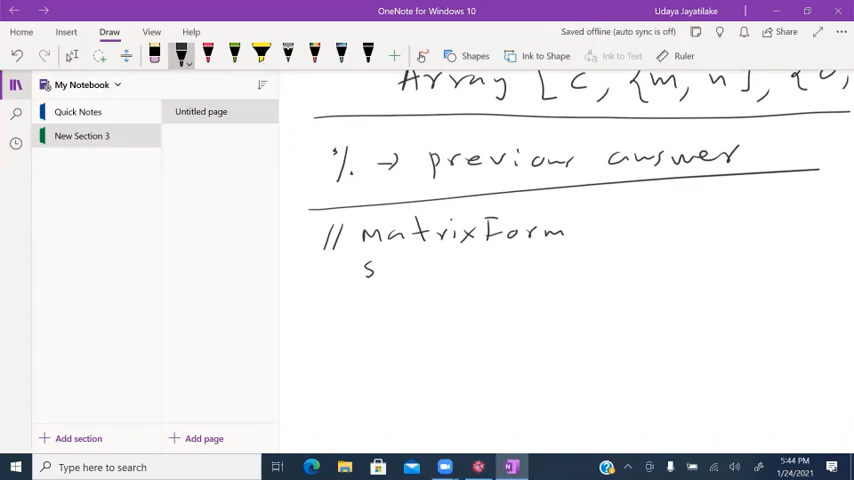 OneNote for Windows 10
Udaya Jayatilake
Home Insert Draw View Help
Saved offline (auto sync is off)
Share
Shapes Ink to Shape Ink to Text Ruler
My Notebook
Quick Notes
New Section 3
Untitled page
Array [c, {m, n}, {0,
% → previous answer
// MatrixForm
s
Add section
Add page
Type here to search
5:44 PM
1/24/2021